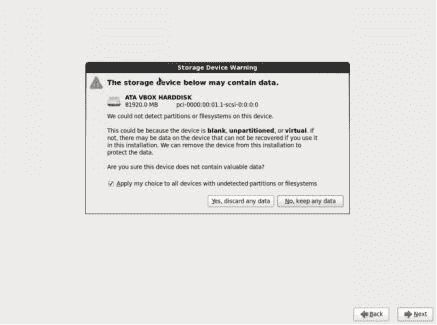 Storage Device Warning
The storage device below may contain data.
ATA VBOX HARDDISK
81920.0 MB pci-0000:00:01.1-scsi-0:0:0:0
We could not detect partitions or filesystems on this device.
This could be because the device is blank, unpartitioned, or virtual. If
not, there may be data on the device that can not be recovered if you use it
in this installation. We can remove the device from this installation to
protect the data.
Are you sure this device does not contain valuable data?
Apply my choice to all devices with undetected partitions or filesystems
Yes, discard any data
No, keep any data
Back
Next